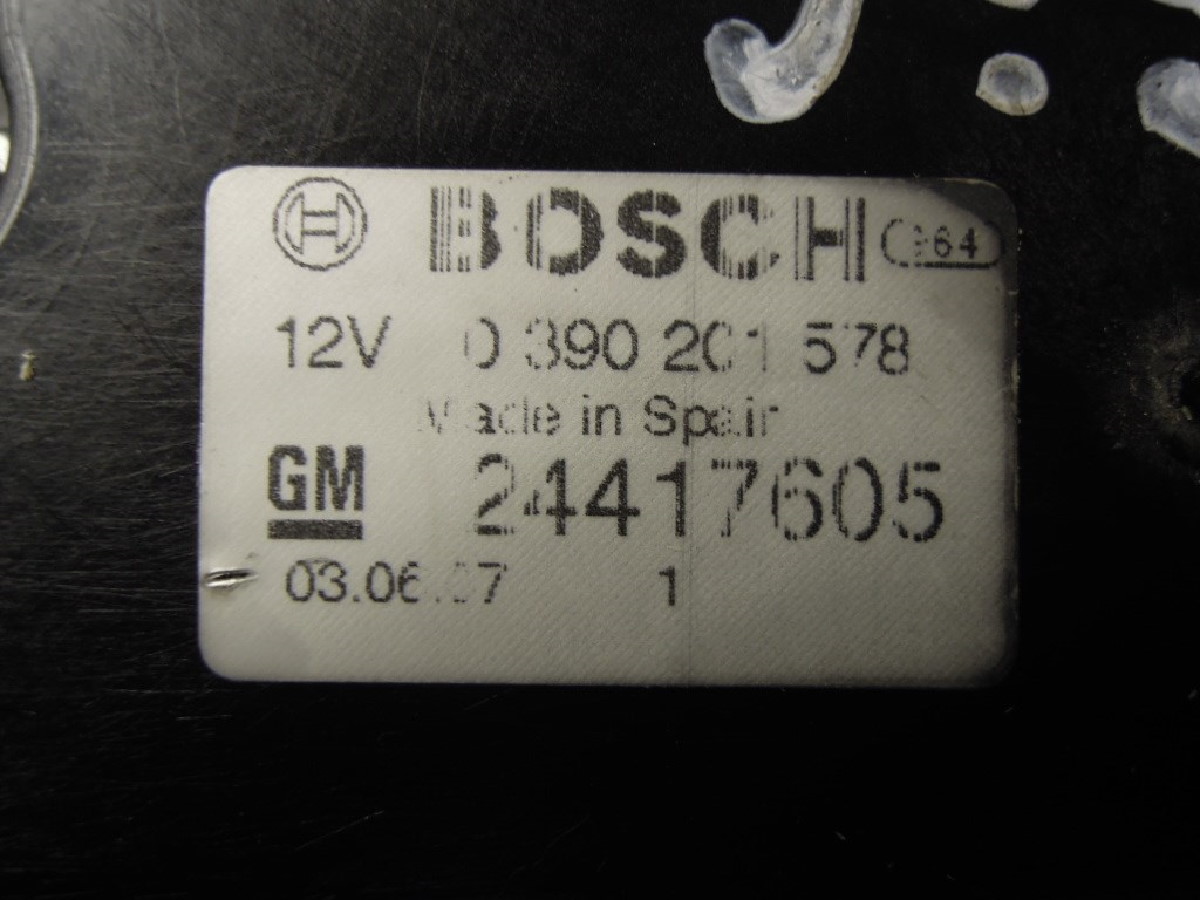 BOSCH
12V 0 390 201 578
Made in Spain
GM 24417605
03.06.07 1